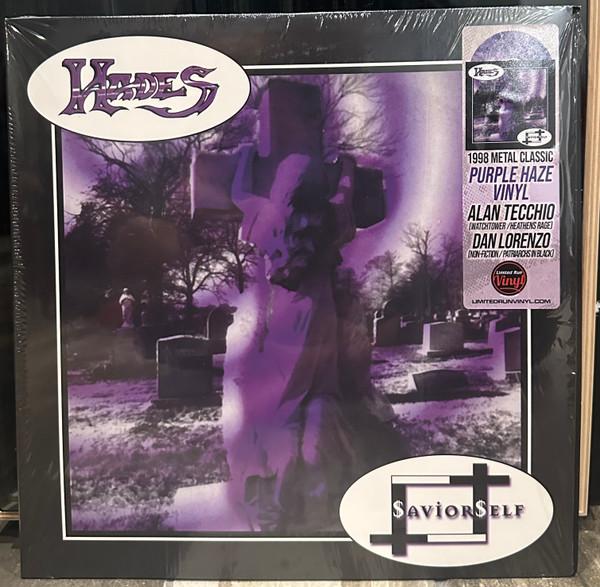 HADES
HADES
1998 METAL CLASSIC
PURPLE HAZE
VINYL
ALAN TECCHIO
(WATCHTOWER / HEATHENS RAGE)
DAN LORENZO
(NON-FICTION / PATRIARCHS IN BLACK)
Limited Run
Vinyl
LIMITEDRUNVINYL.COM
$AVIOR$ELF